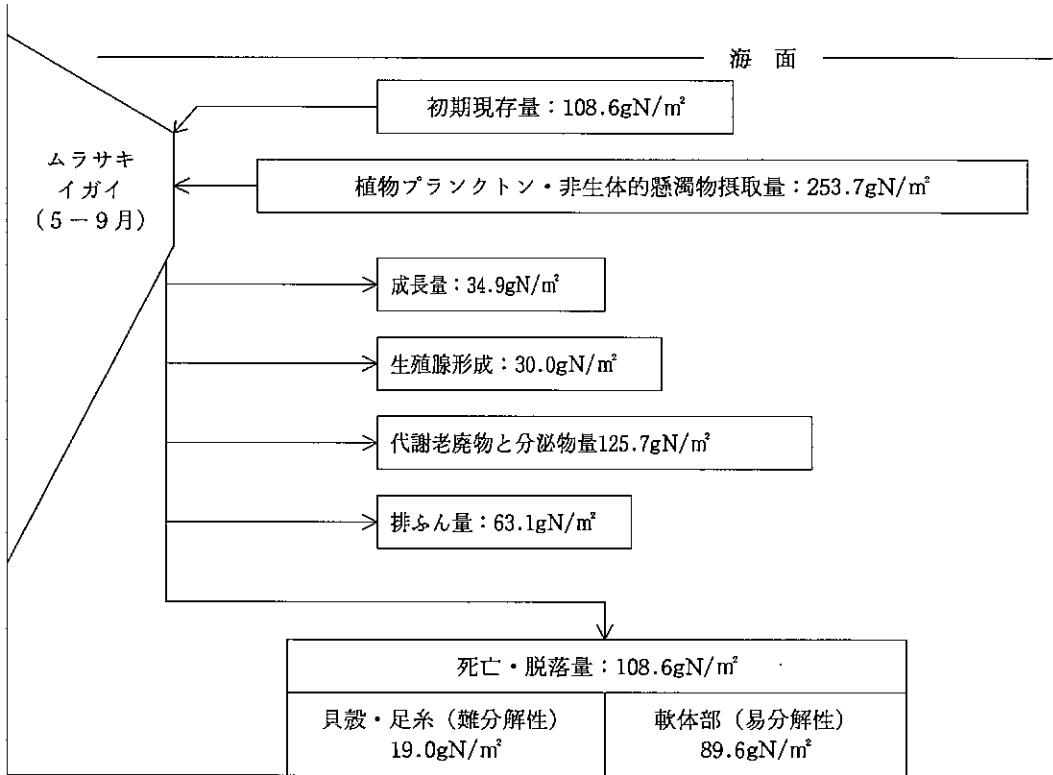 海面
初期現存量：108.6gN/㎡
ムラサキ
イガイ
(5－9月)
植物プランクトン・非生体的懸濁物摂取量：253.7gN/㎡
成長量：34.9gN/㎡
生殖腺形成：30.0gN/㎡
代謝老廃物と分泌物量125.7gN/㎡
排ふん量：63.1gN/㎡
死亡・脱落量：108.6gN/㎡
貝殻・足糸（難分解性）
19.0gN/㎡
軟体部（易分解性）
89.6gN/㎡